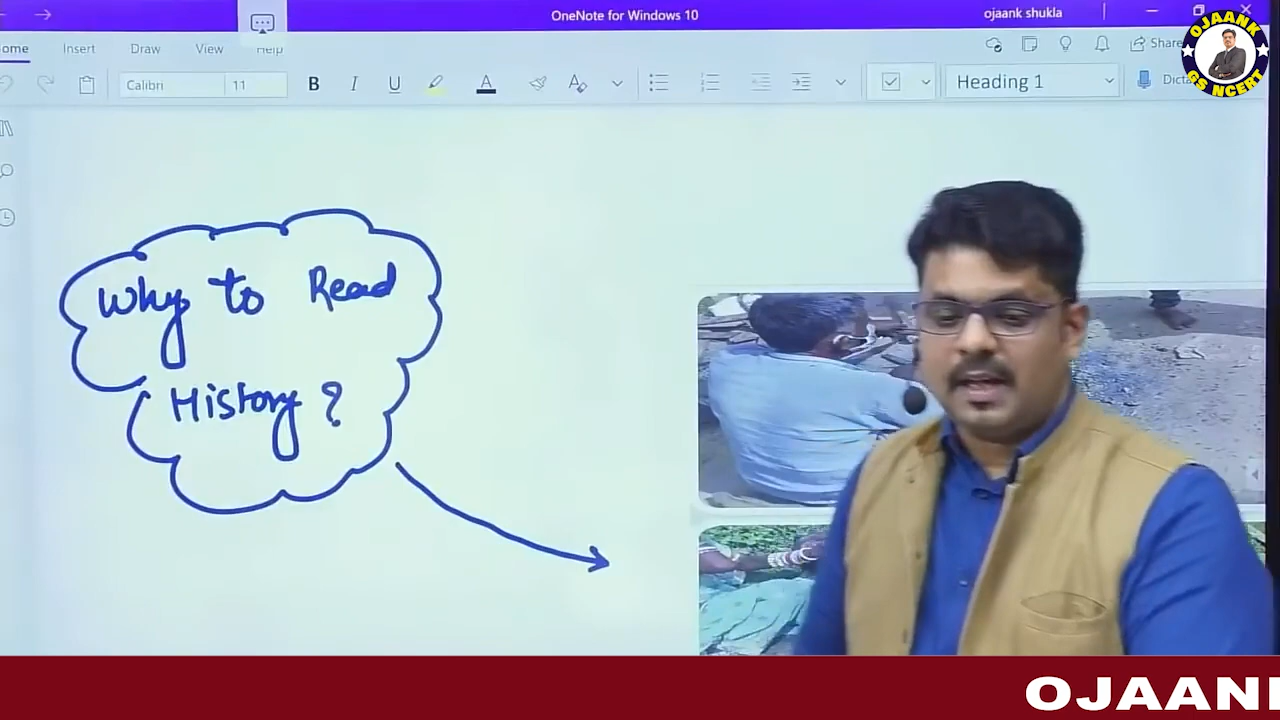 OneNote for Windows 10
ojaank shukla
ome
Insert
Draw
View
Help
Share
Calibri
11
B
I
U
A
A
Heading 1
Dicta
OJAANK
GS NCERT
Why to Read
History ?
OJAAN